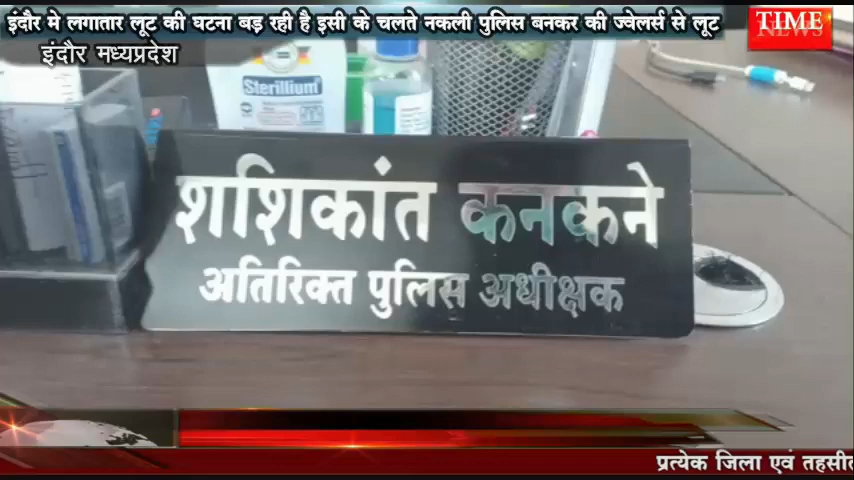 इंदौर मे लगातार लूट की घटना बड़ रही है इसी के चलते नकली पुलिस बनकर की ज्वेलर्स से लूट
TIME
NEWS
इंदौर मध्यप्रदेश
Sterillium
शशिकांत कनकने
अतिरिक्त पुलिस अधीक्षक
प्रत्येक जिला एवं